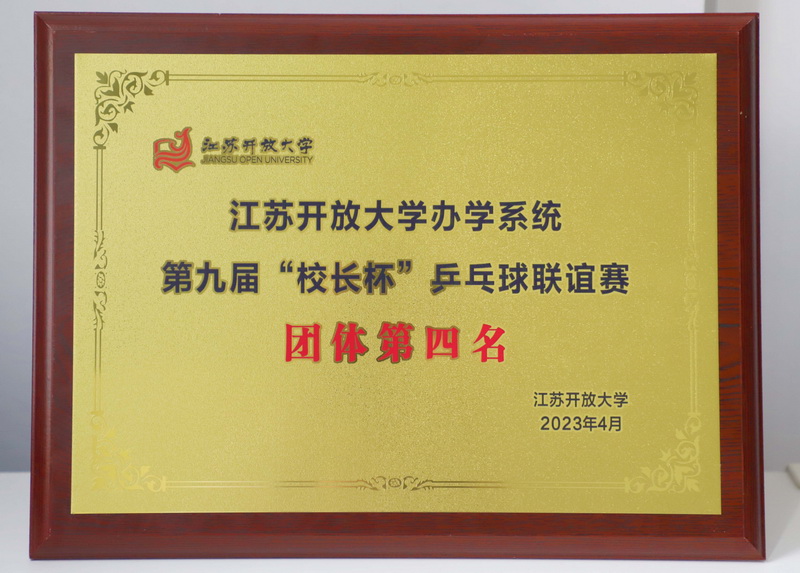 江苏开放大学
JIANGSU OPEN UNIVERSITY
江苏开放大学办学系统
第九届“校长杯”乒乓球联谊赛
团体第四名
江苏开放大学
2023年4月